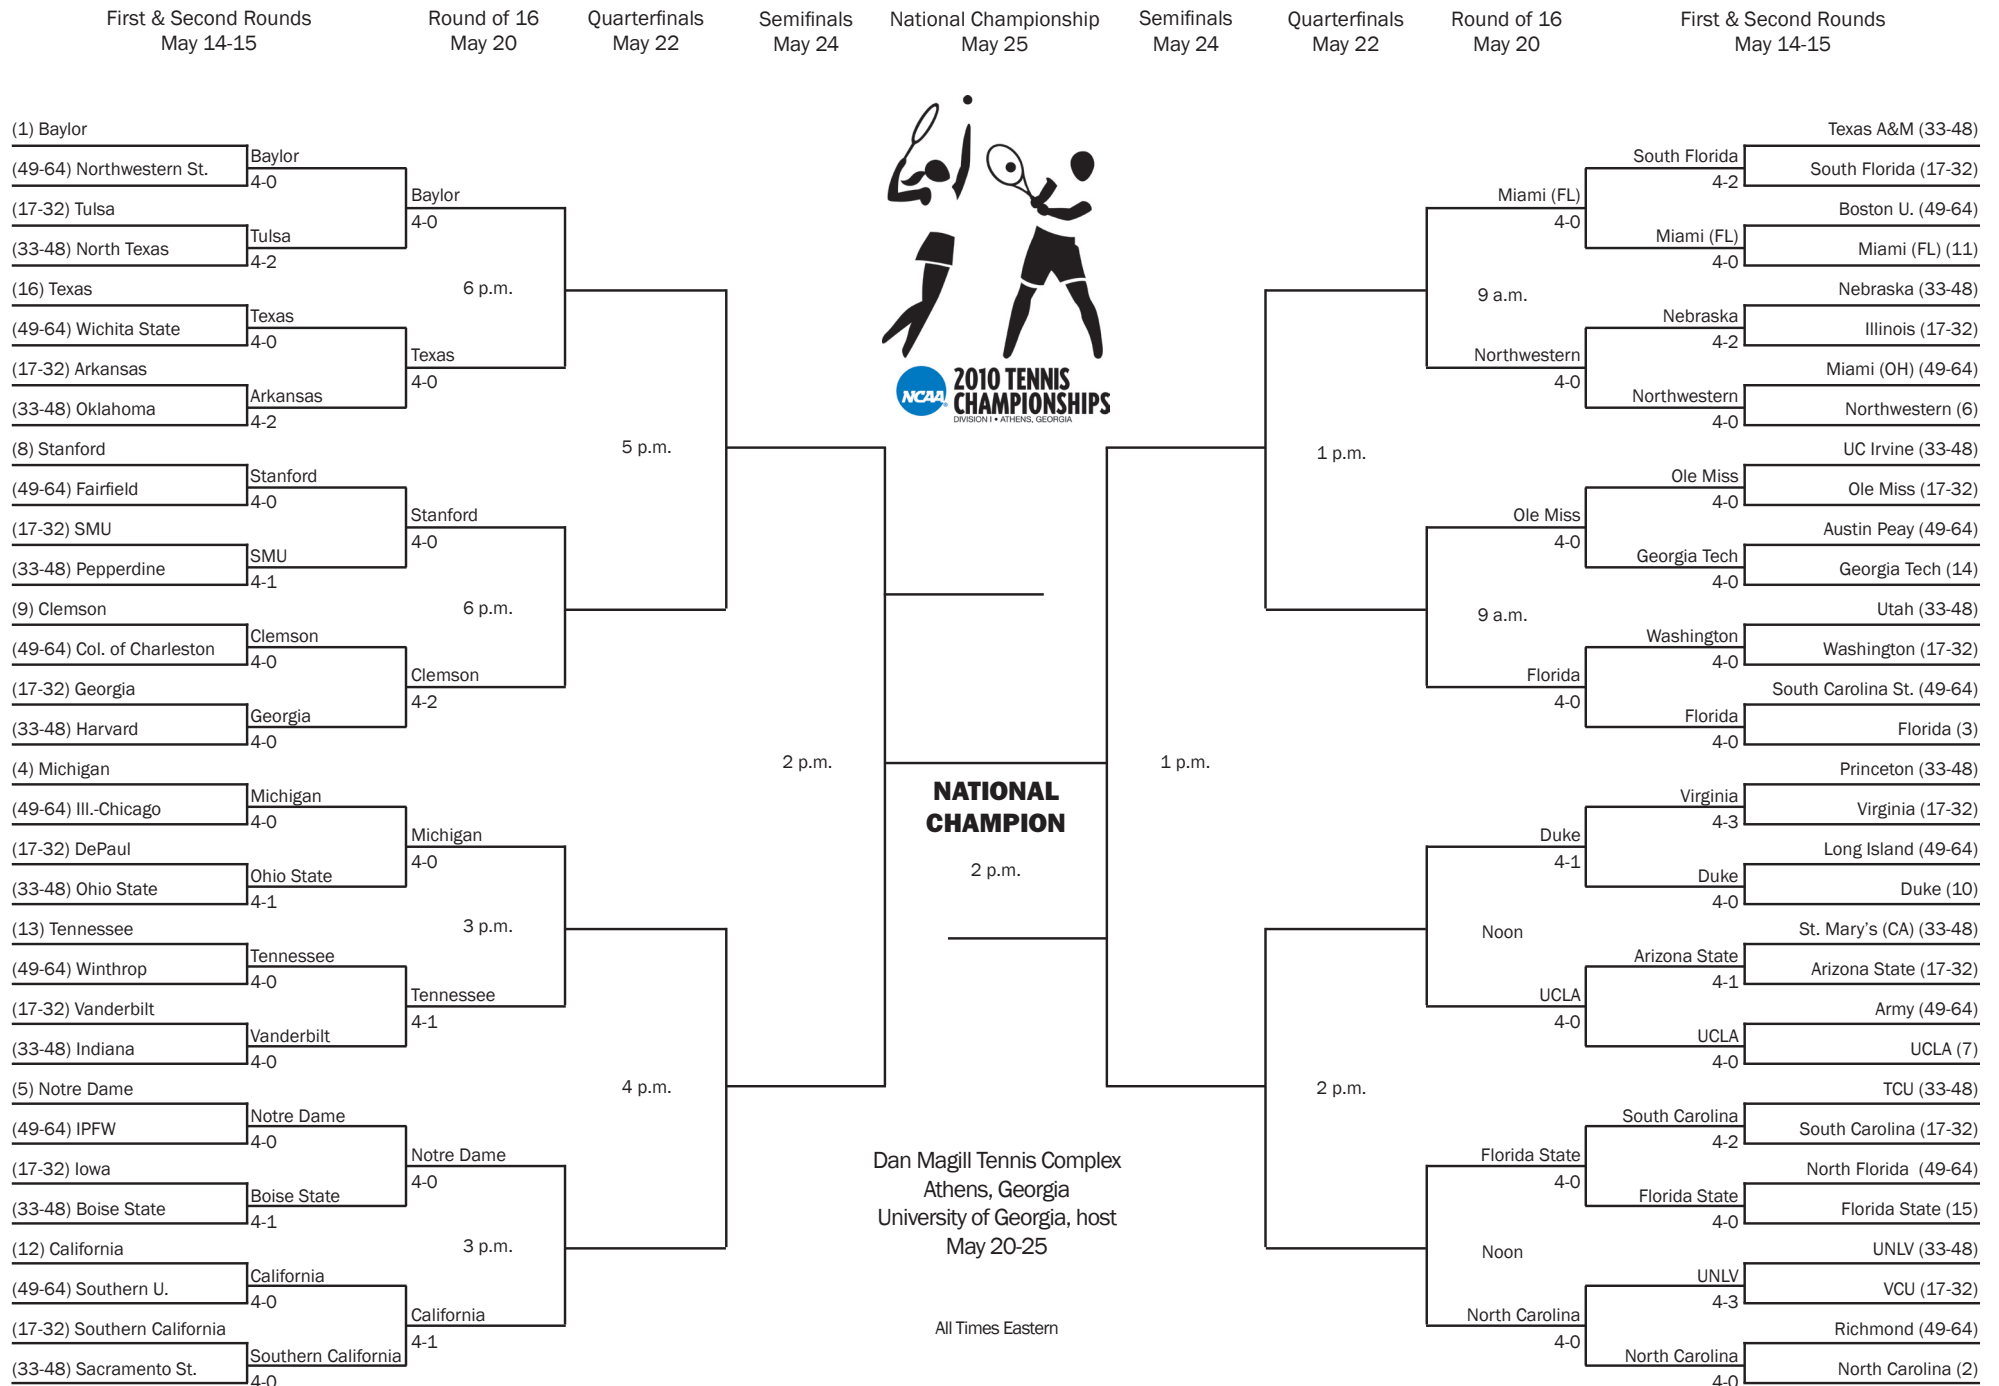 First & Second Rounds
May 14-15
Round of 16
May 20
Quarterfinals
May 22
Semifinals
May 24
National Championship
May 25
Semifinals
May 24
Quarterfinals
May 22
Round of 16
May 20
First & Second Rounds
May 14-15
(1) Baylor
(49-64) Northwestern St.
(17-32) Tulsa
(33-48) North Texas
(16) Texas
(49-64) Wichita State
(17-32) Arkansas
(33-48) Oklahoma
(8) Stanford
(49-64) Fairfield
(17-32) SMU
(33-48) Pepperdine
(9) Clemson
(49-64) Col. of Charleston
(17-32) Georgia
(33-48) Harvard
(4) Michigan
(49-64) Ill.-Chicago
(17-32) DePaul
(33-48) Ohio State
(13) Tennessee
(49-64) Winthrop
(17-32) Vanderbilt
(33-48) Indiana
(5) Notre Dame
(49-64) IPFW
(17-32) Iowa
(33-48) Boise State
(12) California
(49-64) Southern U.
(17-32) Southern California
(33-48) Sacramento St.
Baylor
4-0
Tulsa
4-2
Texas
4-0
Arkansas
4-2
Stanford
4-0
SMU
4-1
Clemson
4-0
Georgia
4-0
Michigan
4-0
Ohio State
4-1
Tennessee
4-0
Vanderbilt
4-0
Notre Dame
4-0
Boise State
4-1
California
4-0
Southern California
4-0
Baylor
4-0
6 p.m.
Texas
4-0
Stanford
4-0
6 p.m.
Clemson
4-2
Michigan
4-0
3 p.m.
Tennessee
4-1
Notre Dame
4-0
3 p.m.
California
4-1
5 p.m.
4 p.m.
2 p.m.
NCAA
2010 TENNIS
CHAMPIONSHIPS
DIVISION I • ATHENS, GEORGIA
NATIONAL
CHAMPION
2 p.m.
Dan Magill Tennis Complex
Athens, Georgia
University of Georgia, host
May 20-25
All Times Eastern
1 p.m.
1 p.m.
2 p.m.
Miami (FL)
4-0
9 a.m.
Northwestern
4-0
Ole Miss
4-0
9 a.m.
Florida
4-0
Duke
4-1
Noon
UCLA
4-0
Florida State
4-0
Noon
North Carolina
4-0
South Florida
4-2
Miami (FL)
4-0
Nebraska
4-2
Northwestern
4-0
Ole Miss
4-0
Georgia Tech
4-0
Washington
4-0
Florida
4-0
Virginia
4-3
Duke
4-0
Arizona State
4-1
UCLA
4-0
South Carolina
4-2
Florida State
4-0
UNLV
4-3
North Carolina
4-0
Texas A&M (33-48)
South Florida (17-32)
Boston U. (49-64)
Miami (FL) (11)
Nebraska (33-48)
Illinois (17-32)
Miami (OH) (49-64)
Northwestern (6)
UC Irvine (33-48)
Ole Miss (17-32)
Austin Peay (49-64)
Georgia Tech (14)
Utah (33-48)
Washington (17-32)
South Carolina St. (49-64)
Florida (3)
Princeton (33-48)
Virginia (17-32)
Long Island (49-64)
Duke (10)
St. Mary's (CA) (33-48)
Arizona State (17-32)
Army (49-64)
UCLA (7)
TCU (33-48)
South Carolina (17-32)
North Florida (49-64)
Florida State (15)
UNLV (33-48)
VCU (17-32)
Richmond (49-64)
North Carolina (2)